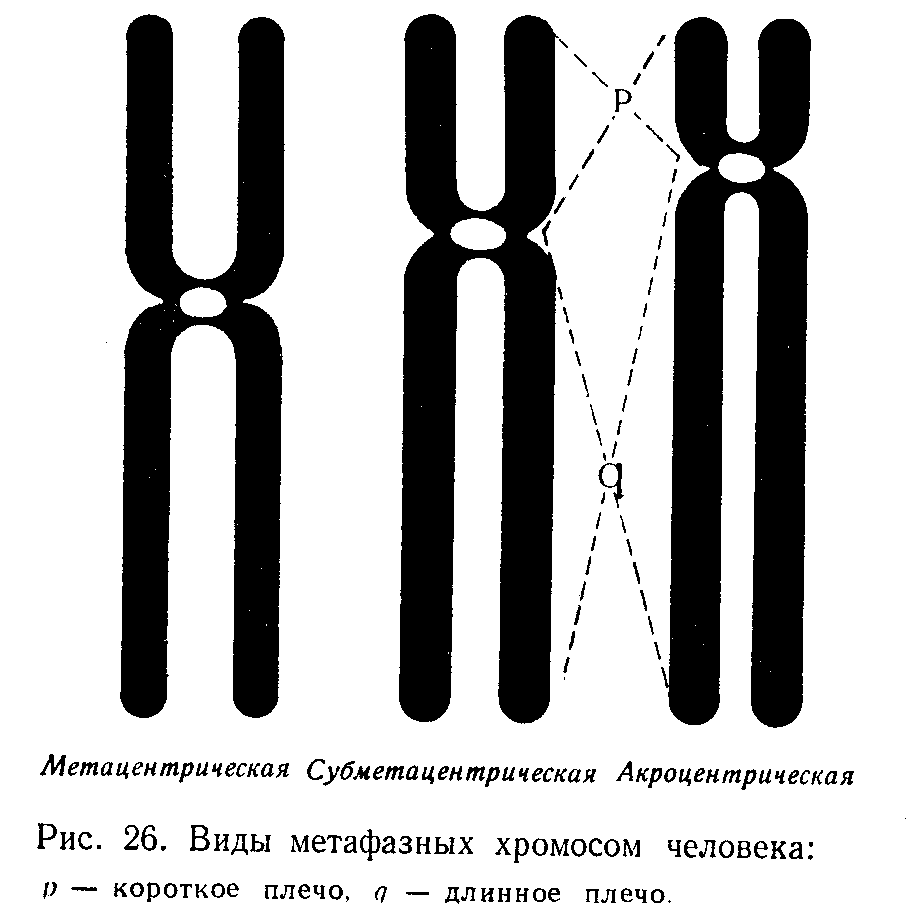 P
q
Метацентрическая Субметацентрическая Акроцентрическая
Рис. 26. Виды метафазных хромосом человека:
p — короткое плечо, q — длинное плечо.